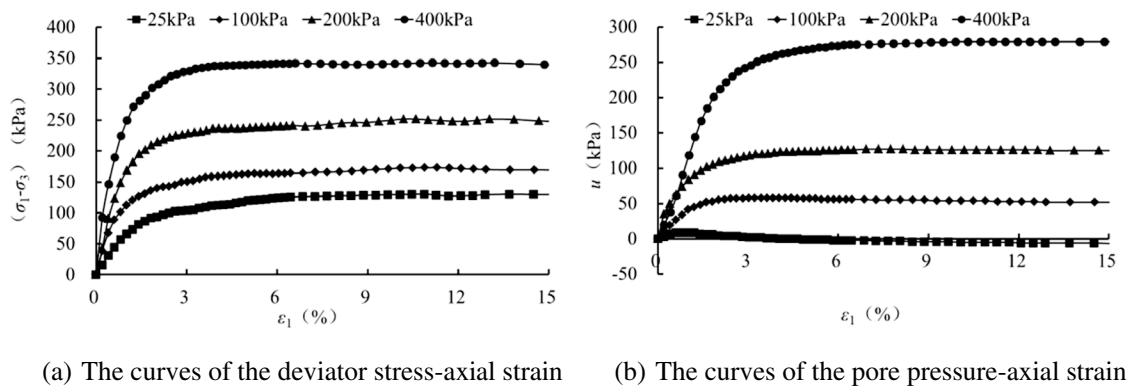 25kPa 100kPa 200kPa 400kPa
400
350
300
250
200
150
100
50
0
(σ₁-σ₃) (kPa)
0 3 6 9 12 15
ε₁ (%)
25kPa 100kPa 200kPa 400kPa
300
250
200
150
100
50
0
-50
u (kPa)
0 3 6 9 12 15
ε₁ (%)
(a) The curves of the deviator stress-axial strain
(b) The curves of the pore pressure-axial strain